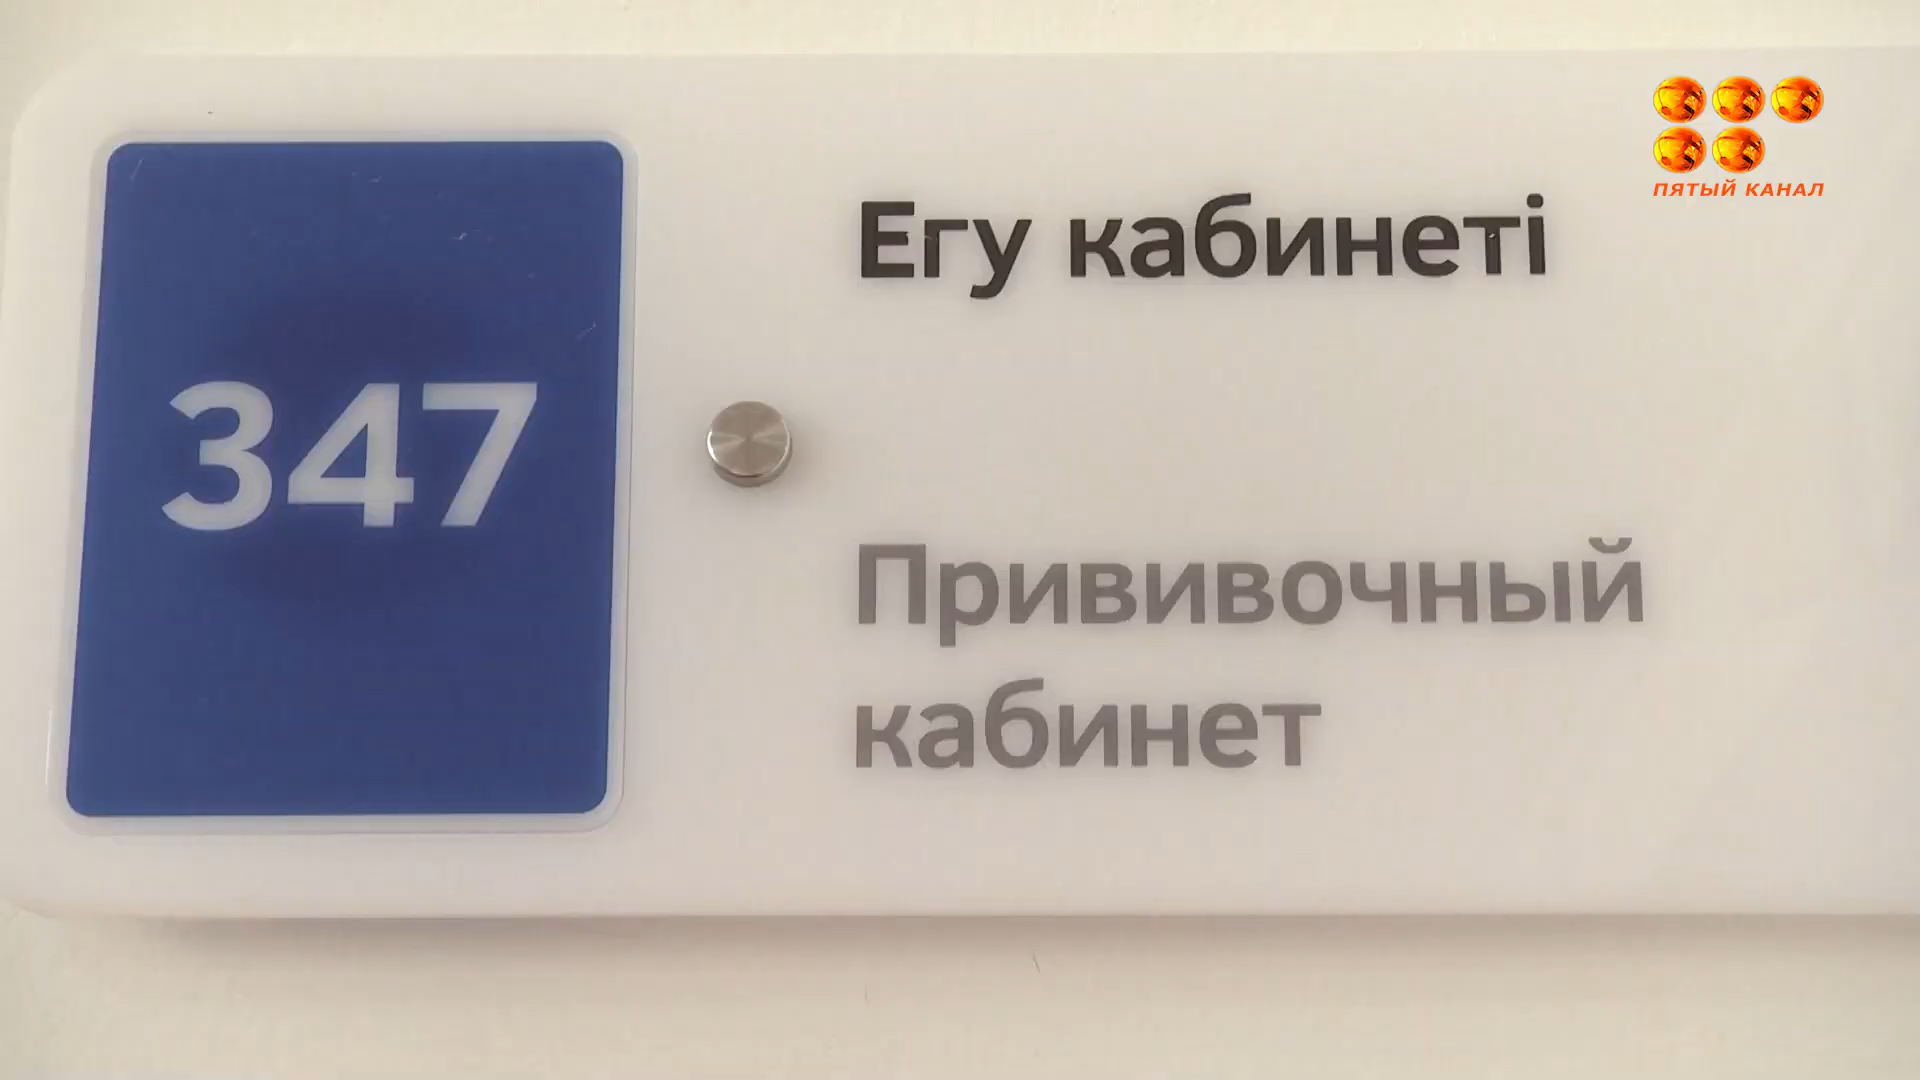 ПЯТЫЙ КАНАЛ
347
Егу кабинеті
Прививочный
кабинет